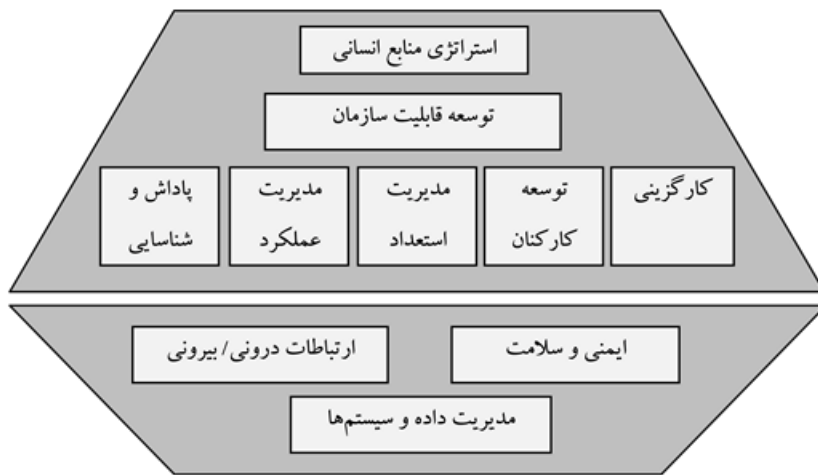 استراتژی منابع انسانی
توسعه قابلیت سازمان
کارگزینی
توسعه
کارکنان
مدیریت
استعداد
مدیریت
عملکرد
پاداش و
شناسایی
ایمنی و سلامت
ارتباطات درونی/ بیرونی
مدیریت داده و سیستم‌ها